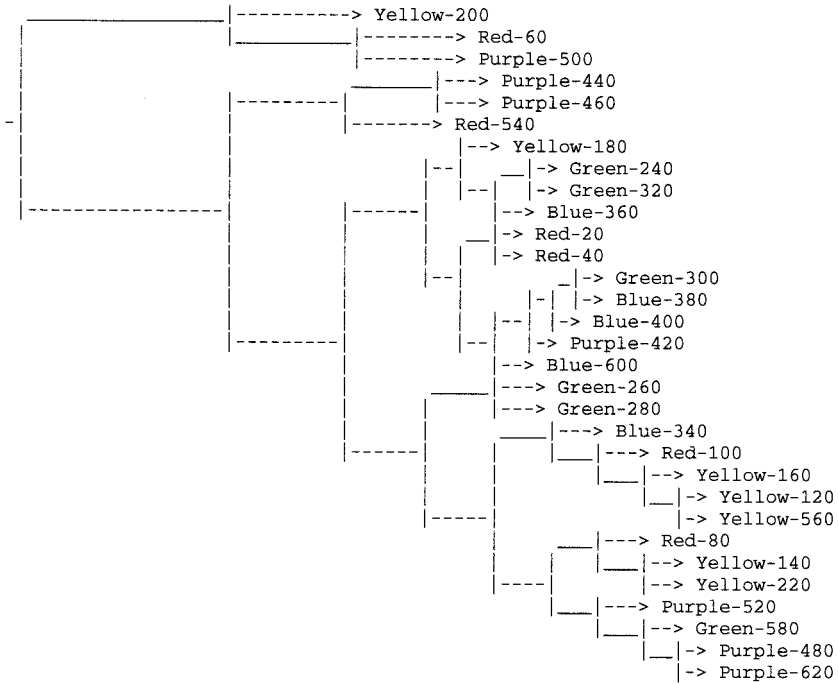 Yellow-200
Red-60
Purple-500
Purple-440
Purple-460
Red-540
Yellow-180
Green-240
Green-320
Blue-360
Red-20
Red-40
Green-300
Blue-380
Blue-400
Purple-420
Blue-600
Green-260
Green-280
Blue-340
Red-100
Yellow-160
Yellow-120
Yellow-560
Red-80
Yellow-140
Yellow-220
Purple-520
Green-580
Purple-480
Purple-620